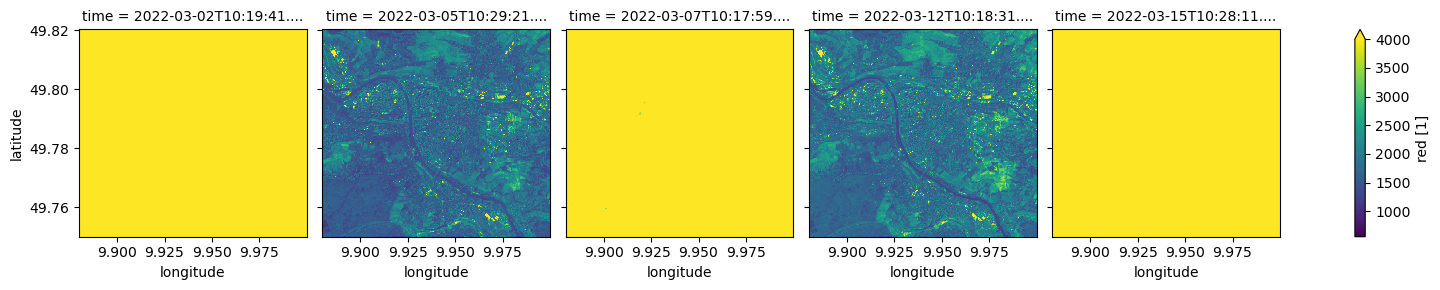 time = 2022-03-02T10:19:41.... time = 2022-03-05T10:29:21.... time = 2022-03-07T10:17:59.... time = 2022-03-12T10:18:31.... time = 2022-03-15T10:28:11....
49.82
49.80
49.78
49.76
latitude
9.900 9.925 9.950 9.975 9.900 9.925 9.950 9.975 9.900 9.925 9.950 9.975 9.900 9.925 9.950 9.975 9.900 9.925 9.950 9.975
longitude longitude longitude longitude longitude
4000
3500
3000
2500
2000
1500
1000
red [1]